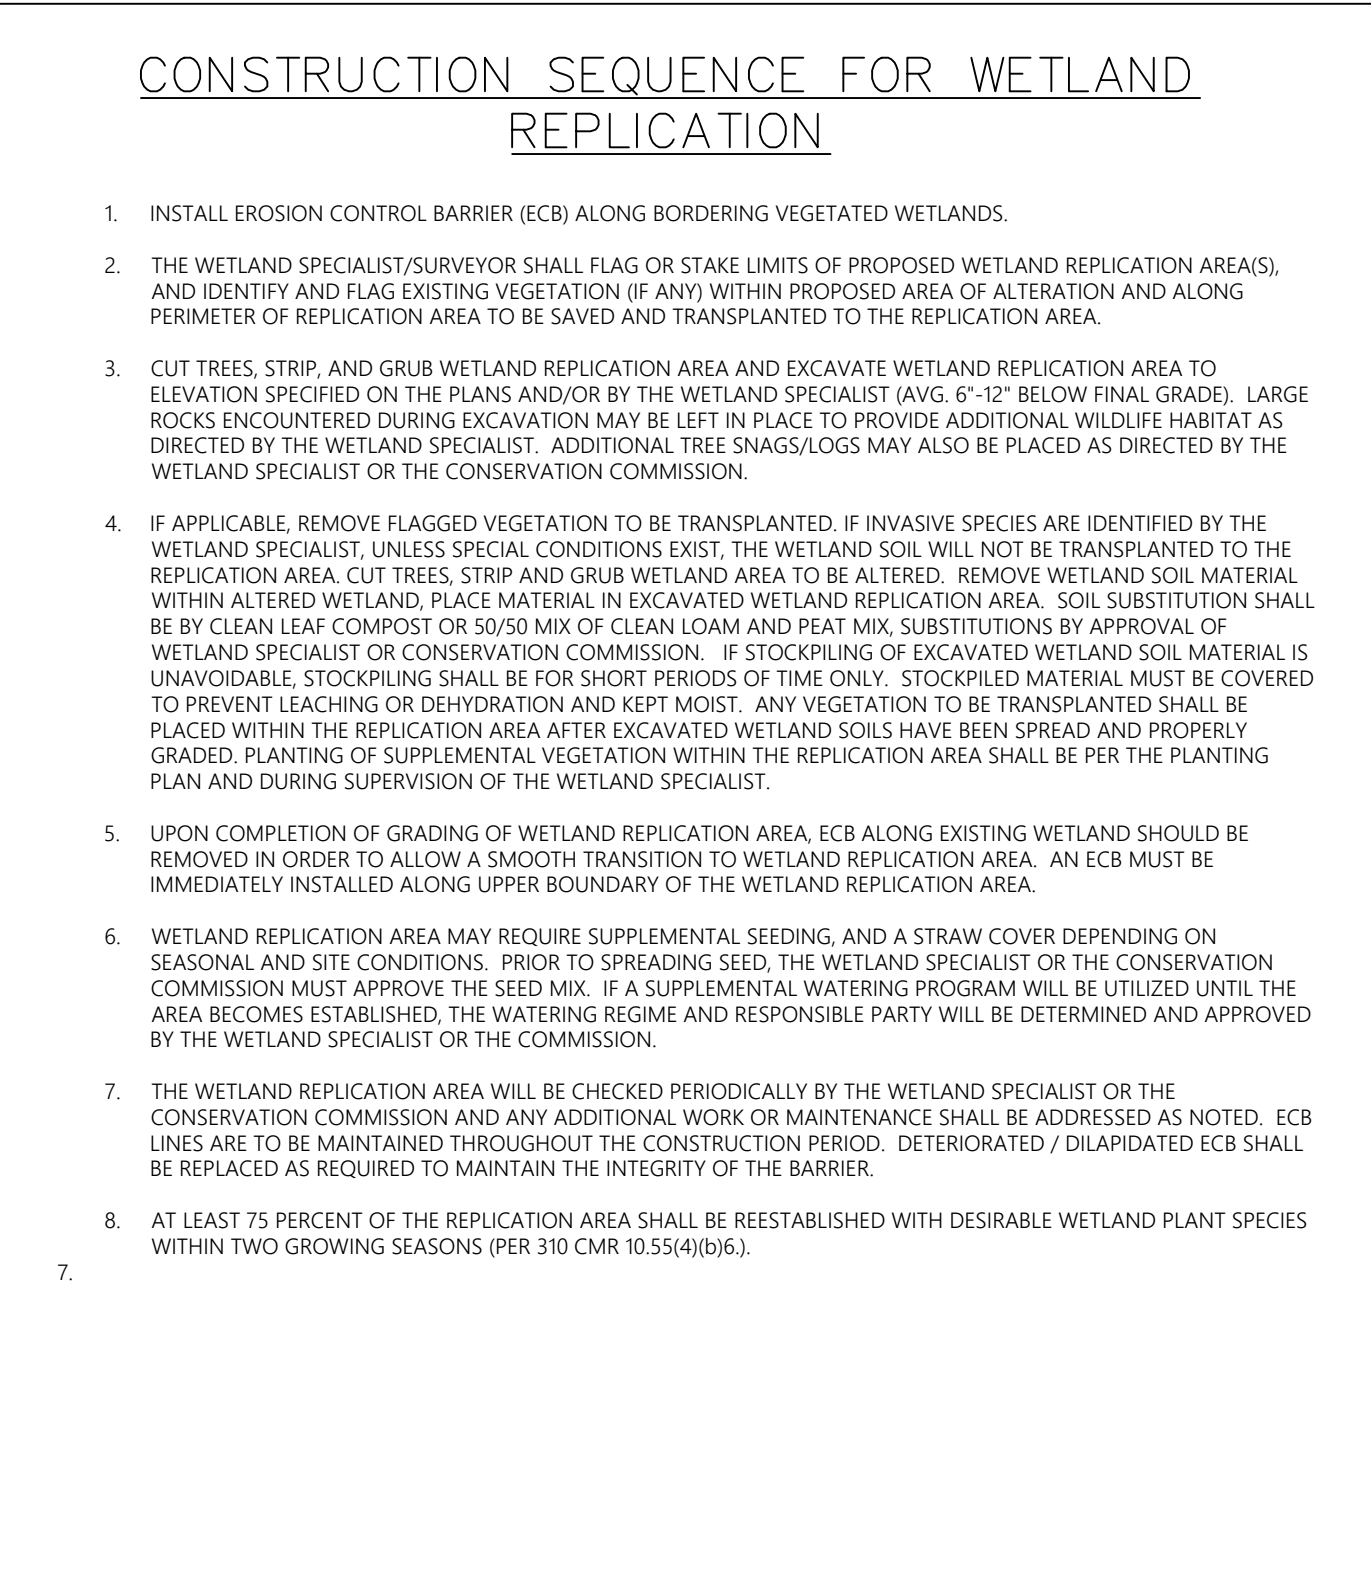 CONSTRUCTION SEQUENCE FOR WETLAND
REPLICATION
1. INSTALL EROSION CONTROL BARRIER (ECB) ALONG BORDERING VEGETATED WETLANDS.
2. THE WETLAND SPECIALIST/SURVEYOR SHALL FLAG OR STAKE LIMITS OF PROPOSED WETLAND REPLICATION AREA(S),
AND IDENTIFY AND FLAG EXISTING VEGETATION (IF ANY) WITHIN PROPOSED AREA OF ALTERATION AND ALONG
PERIMETER OF REPLICATION AREA TO BE SAVED AND TRANSPLANTED TO THE REPLICATION AREA.
3. CUT TREES, STRIP, AND GRUB WETLAND REPLICATION AREA AND EXCAVATE WETLAND REPLICATION AREA TO
ELEVATION SPECIFIED ON THE PLANS AND/OR BY THE WETLAND SPECIALIST (AVG. 6"-12" BELOW FINAL GRADE). LARGE
ROCKS ENCOUNTERED DURING EXCAVATION MAY BE LEFT IN PLACE TO PROVIDE ADDITIONAL WILDLIFE HABITAT AS
DIRECTED BY THE WETLAND SPECIALIST. ADDITIONAL TREE SNAGS/LOGS MAY ALSO BE PLACED AS DIRECTED BY THE
WETLAND SPECIALIST OR THE CONSERVATION COMMISSION.
4. IF APPLICABLE, REMOVE FLAGGED VEGETATION TO BE TRANSPLANTED. IF INVASIVE SPECIES ARE IDENTIFIED BY THE
WETLAND SPECIALIST, UNLESS SPECIAL CONDITIONS EXIST, THE WETLAND SOIL WILL NOT BE TRANSPLANTED TO THE
REPLICATION AREA. CUT TREES, STRIP AND GRUB WETLAND AREA TO BE ALTERED. REMOVE WETLAND SOIL MATERIAL
WITHIN ALTERED WETLAND, PLACE MATERIAL IN EXCAVATED WETLAND REPLICATION AREA. SOIL SUBSTITUTION SHALL
BE BY CLEAN LEAF COMPOST OR 50/50 MIX OF CLEAN LOAM AND PEAT MIX, SUBSTITUTIONS BY APPROVAL OF
WETLAND SPECIALIST OR CONSERVATION COMMISSION. IF STOCKPILING OF EXCAVATED WETLAND SOIL MATERIAL IS
UNAVOIDABLE, STOCKPILING SHALL BE FOR SHORT PERIODS OF TIME ONLY. STOCKPILED MATERIAL MUST BE COVERED
TO PREVENT LEACHING OR DEHYDRATION AND KEPT MOIST. ANY VEGETATION TO BE TRANSPLANTED SHALL BE
PLACED WITHIN THE REPLICATION AREA AFTER EXCAVATED WETLAND SOILS HAVE BEEN SPREAD AND PROPERLY
GRADED. PLANTING OF SUPPLEMENTAL VEGETATION WITHIN THE REPLICATION AREA SHALL BE PER THE PLANTING
PLAN AND DURING SUPERVISION OF THE WETLAND SPECIALIST.
5. UPON COMPLETION OF GRADING OF WETLAND REPLICATION AREA, ECB ALONG EXISTING WETLAND SHOULD BE
REMOVED IN ORDER TO ALLOW A SMOOTH TRANSITION TO WETLAND REPLICATION AREA. AN ECB MUST BE
IMMEDIATELY INSTALLED ALONG UPPER BOUNDARY OF THE WETLAND REPLICATION AREA.
6. WETLAND REPLICATION AREA MAY REQUIRE SUPPLEMENTAL SEEDING, AND A STRAW COVER DEPENDING ON
SEASONAL AND SITE CONDITIONS. PRIOR TO SPREADING SEED, THE WETLAND SPECIALIST OR THE CONSERVATION
COMMISSION MUST APPROVE THE SEED MIX. IF A SUPPLEMENTAL WATERING PROGRAM WILL BE UTILIZED UNTIL THE
AREA BECOMES ESTABLISHED, THE WATERING REGIME AND RESPONSIBLE PARTY WILL BE DETERMINED AND APPROVED
BY THE WETLAND SPECIALIST OR THE COMMISSION.
7. THE WETLAND REPLICATION AREA WILL BE CHECKED PERIODICALLY BY THE WETLAND SPECIALIST OR THE
CONSERVATION COMMISSION AND ANY ADDITIONAL WORK OR MAINTENANCE SHALL BE ADDRESSED AS NOTED. ECB
LINES ARE TO BE MAINTAINED THROUGHOUT THE CONSTRUCTION PERIOD. DETERIORATED / DILAPIDATED ECB SHALL
BE REPLACED AS REQUIRED TO MAINTAIN THE INTEGRITY OF THE BARRIER.
8. AT LEAST 75 PERCENT OF THE REPLICATION AREA SHALL BE REESTABLISHED WITH DESIRABLE WETLAND PLANT SPECIES
WITHIN TWO GROWING SEASONS (PER 310 CMR 10.55(4)(b)6.).
7.